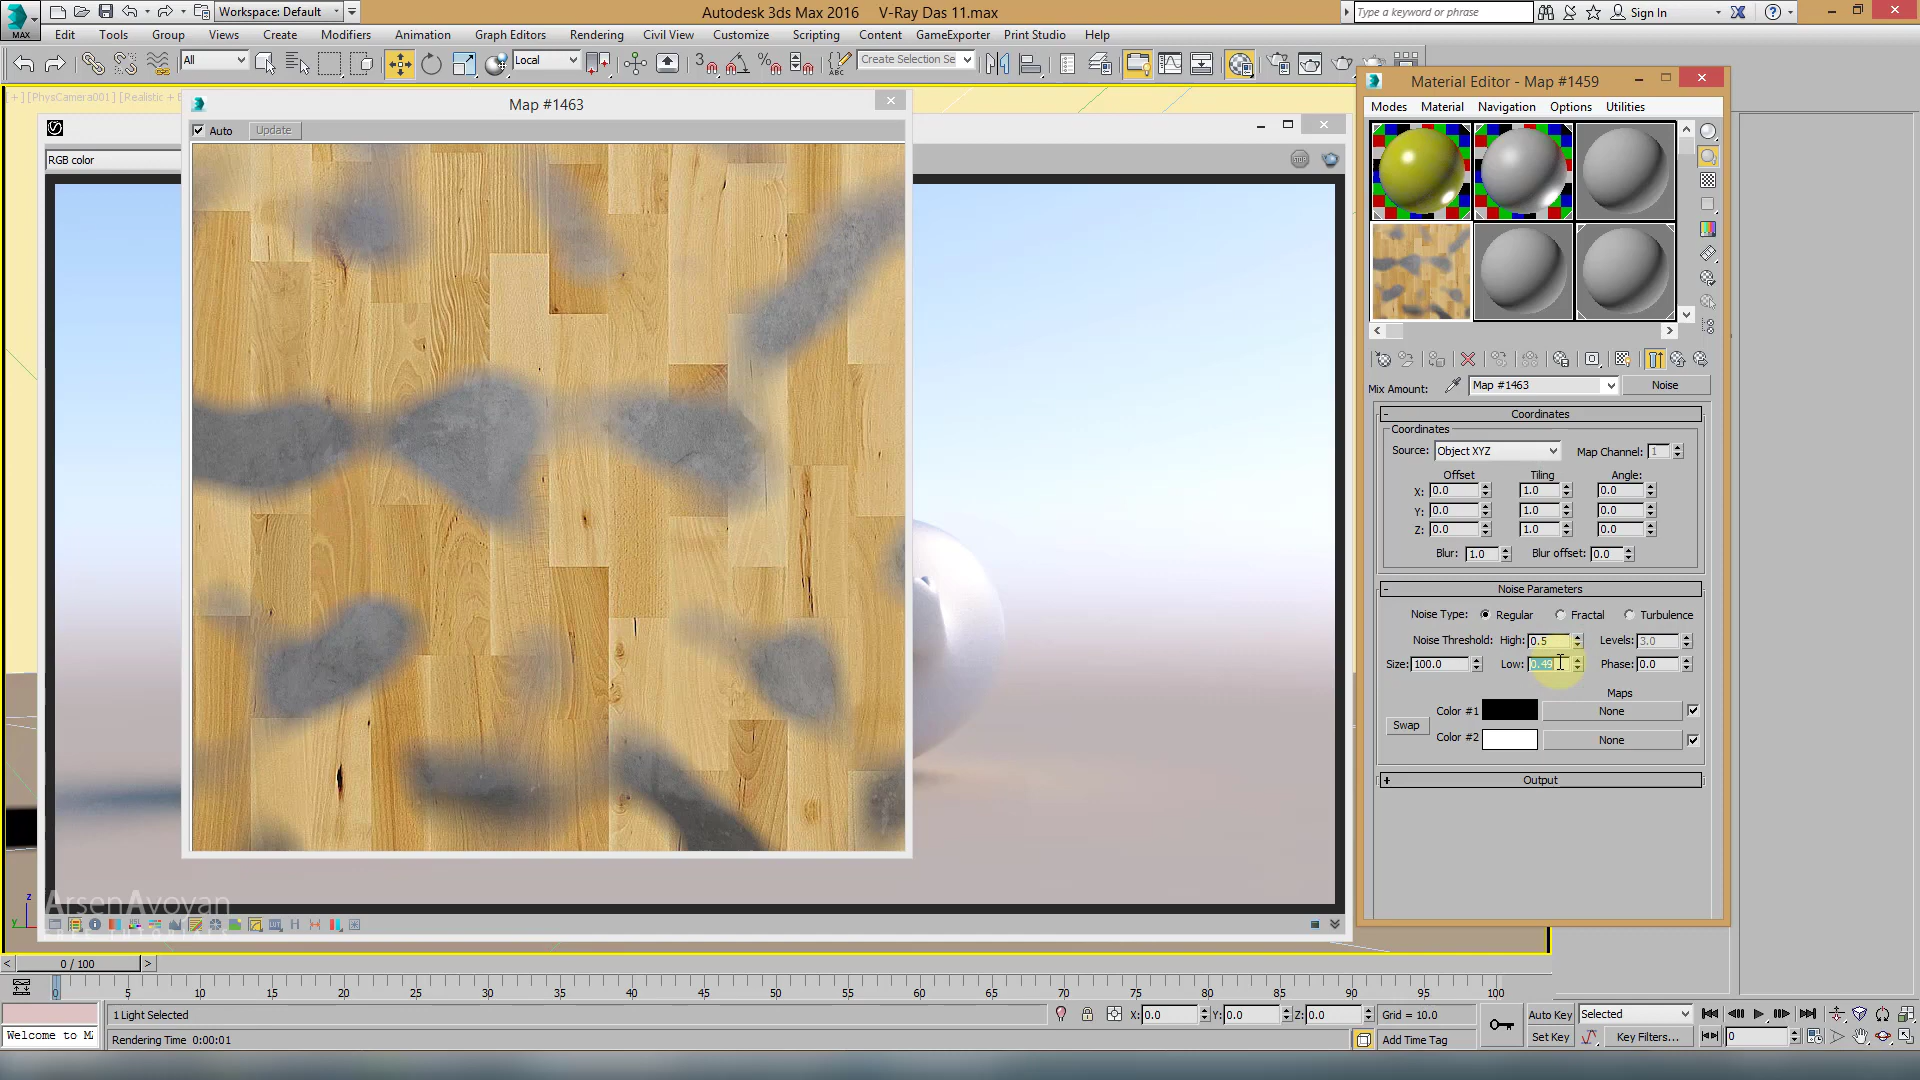 Workspace: Default
Autodesk 3ds Max 2016    V-Ray Das 11.max
Type a keyword or phrase
Sign In
MAX
Edit Tools Group Views Create Modifiers Animation Graph Editors Rendering Civil View Customize Scripting Content GameExporter Print Studio Help
All
Local
3
ABC
Create Selection Se
[+] [PhysCamera001] [Realistic +
Map #1463
Auto
Update
RGB color
Material Editor - Map #1459
Modes Material Navigation Options Utilities
Mix Amount: Map #1463 Noise
- Coordinates
Coordinates
Source: Object XYZ Map Channel: 1
Offset Tiling Angle:
X: 0.0 1.0 0.0
Y: 0.0 1.0 0.0
Z: 0.0 1.0 0.0
Blur: 1.0 Blur offset: 0.0
- Noise Parameters
Noise Type: Regular Fractal Turbulence
Noise Threshold: High: 0.5 Levels: 3.0
Size: 100.0 Low: 0.49 Phase: 0.0
Maps
Color #1 None
Swap
Color #2 None
+ Output
ArsenAvoyan
FREE TUTORIALS
z
y
H
< 0 / 100 >
0 5 10 15 20 25 30 35 40 45 50 55 60 65 70 75 80 85 90 95 100
1 Light Selected
X: 0.0 Y: 0.0 Z: 0.0 Grid = 10.0
Auto Key Selected
Welcome to M
Rendering Time 0:00:01
Add Time Tag
Set Key Key Filters...
0